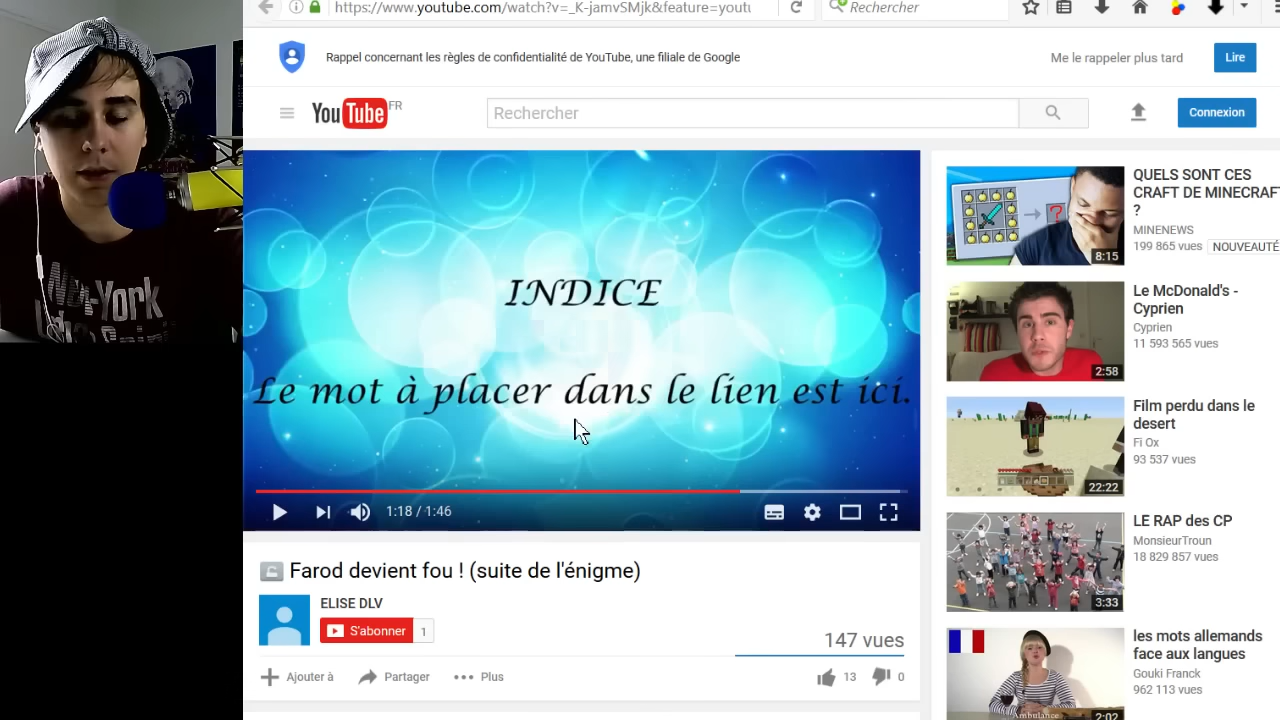 https://www.youtube.com/watch?v=_K-jamvSMjk&feature=youtu
Rechercher
Rappel concernant les règles de confidentialité de YouTube, une filiale de Google
Me le rappeler plus tard
Lire
YouTube FR
Rechercher
Connexion
INDICE
Le mot à placer dans le lien est ici.
1:18 / 1:46
Farod devient fou ! (suite de l'énigme)
ELISE DLV
S'abonner 1
147 vues
Ajouter à
Partager
Plus
13
0
QUELS SONT CES
CRAFT DE MINECRAFT
?
MINENEWS
199 865 vues NOUVEAUTÉ
8:15
Le McDonald's -
Cyprien
Cyprien
11 593 565 vues
2:58
Film perdu dans le
desert
Fi Ox
93 537 vues
22:22
LE RAP des CP
MonsieurTroun
18 829 857 vues
3:33
les mots allemands
face aux langues
Gouki Franck
962 113 vues
Ambulance
2:02